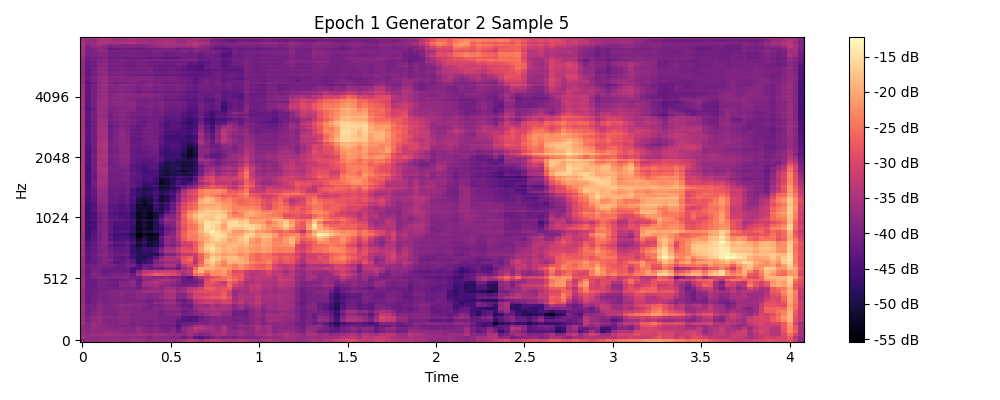 Epoch 1 Generator 2 Sample 5
Hz
4096
2048
1024
512
0
0 0.5 1 1.5 2 2.5 3 3.5 4
Time
-15 dB
-20 dB
-25 dB
-30 dB
-35 dB
-40 dB
-45 dB
-50 dB
-55 dB